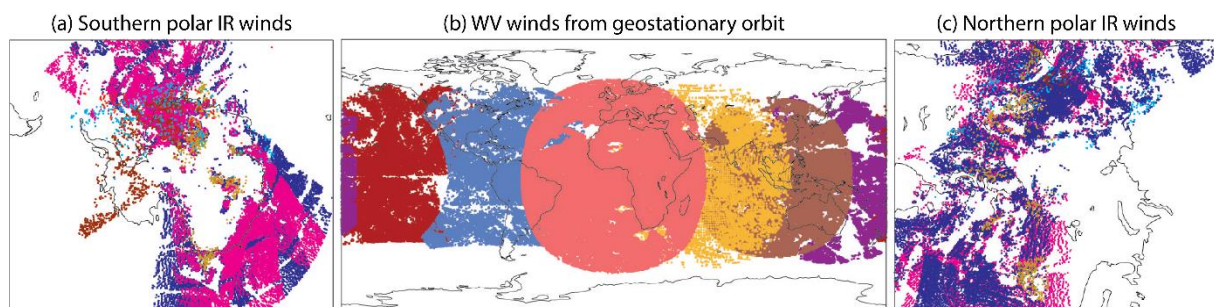 (a) Southern polar IR winds
(b) WV winds from geostationary orbit
(c) Northern polar IR winds